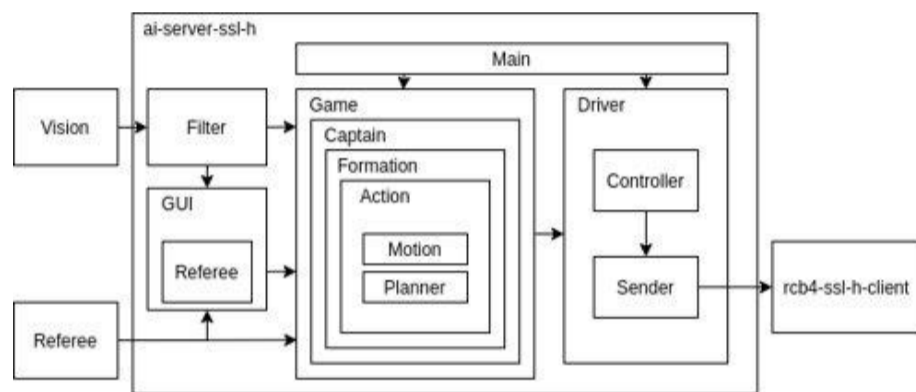 ai-server-ssl-h
Main
Vision
Filter
Game
Captain
Formation
Action
Motion
Planner
Driver
Controller
Sender
GUI
Referee
Referee
rcb4-ssl-h-client